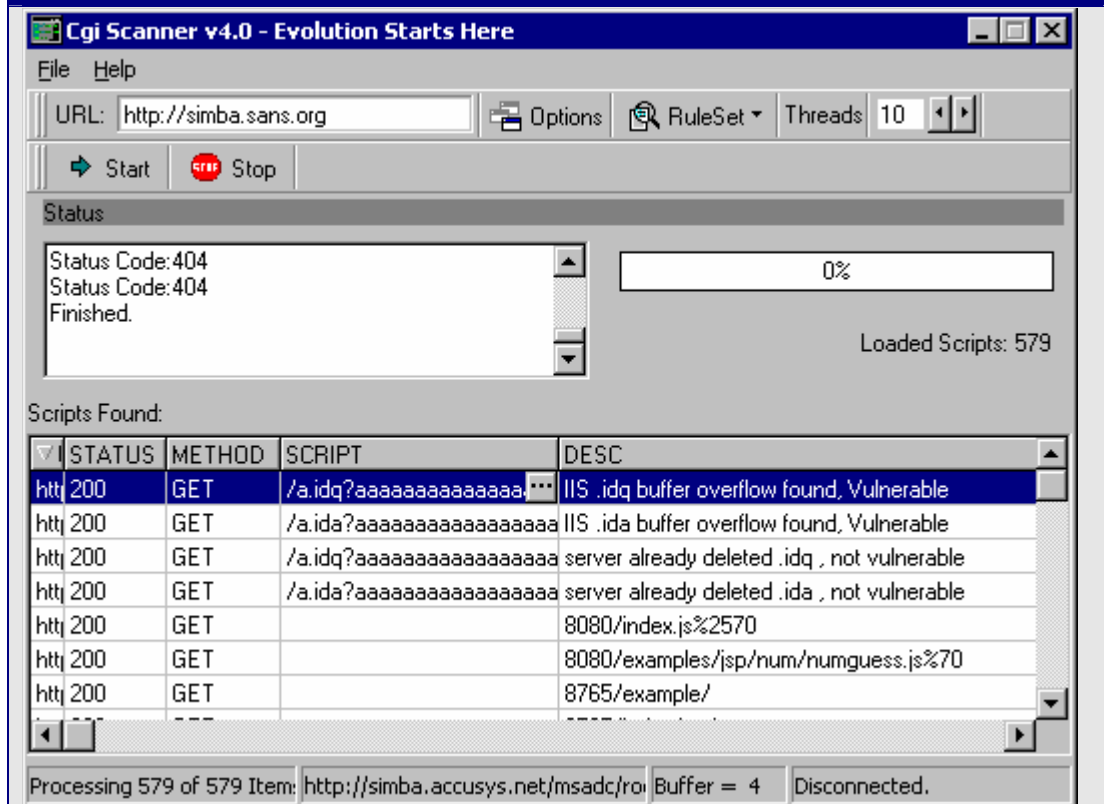 Cgi Scanner v4.0 - Evolution Starts Here
File Help
URL: http://simba.sans.org Options RuleSet Threads 10
Start STOP Stop
Status
Status Code:404
Status Code:404
Finished.
0%
Loaded Scripts: 579
Scripts Found:
STATUS METHOD SCRIPT DESC
200 GET /a.idq?aaaaaaaaaaaaaa ... IIS .idq buffer overflow found, Vulnerable
200 GET /a.ida?aaaaaaaaaaaaaaaaa IIS .ida buffer overflow found, Vulnerable
200 GET /a.idq?aaaaaaaaaaaaaaaaa server already deleted .idq , not vulnerable
200 GET /a.ida?aaaaaaaaaaaaaaaaa server already deleted .ida , not vulnerable
200 GET 8080/index.js%2570
200 GET 8080/examples/jsp/num/numguess.js%70
200 GET 8765/example/
Processing 579 of 579 Item: http://simba.accusys.net/msadc/ro Buffer = 4 Disconnected.